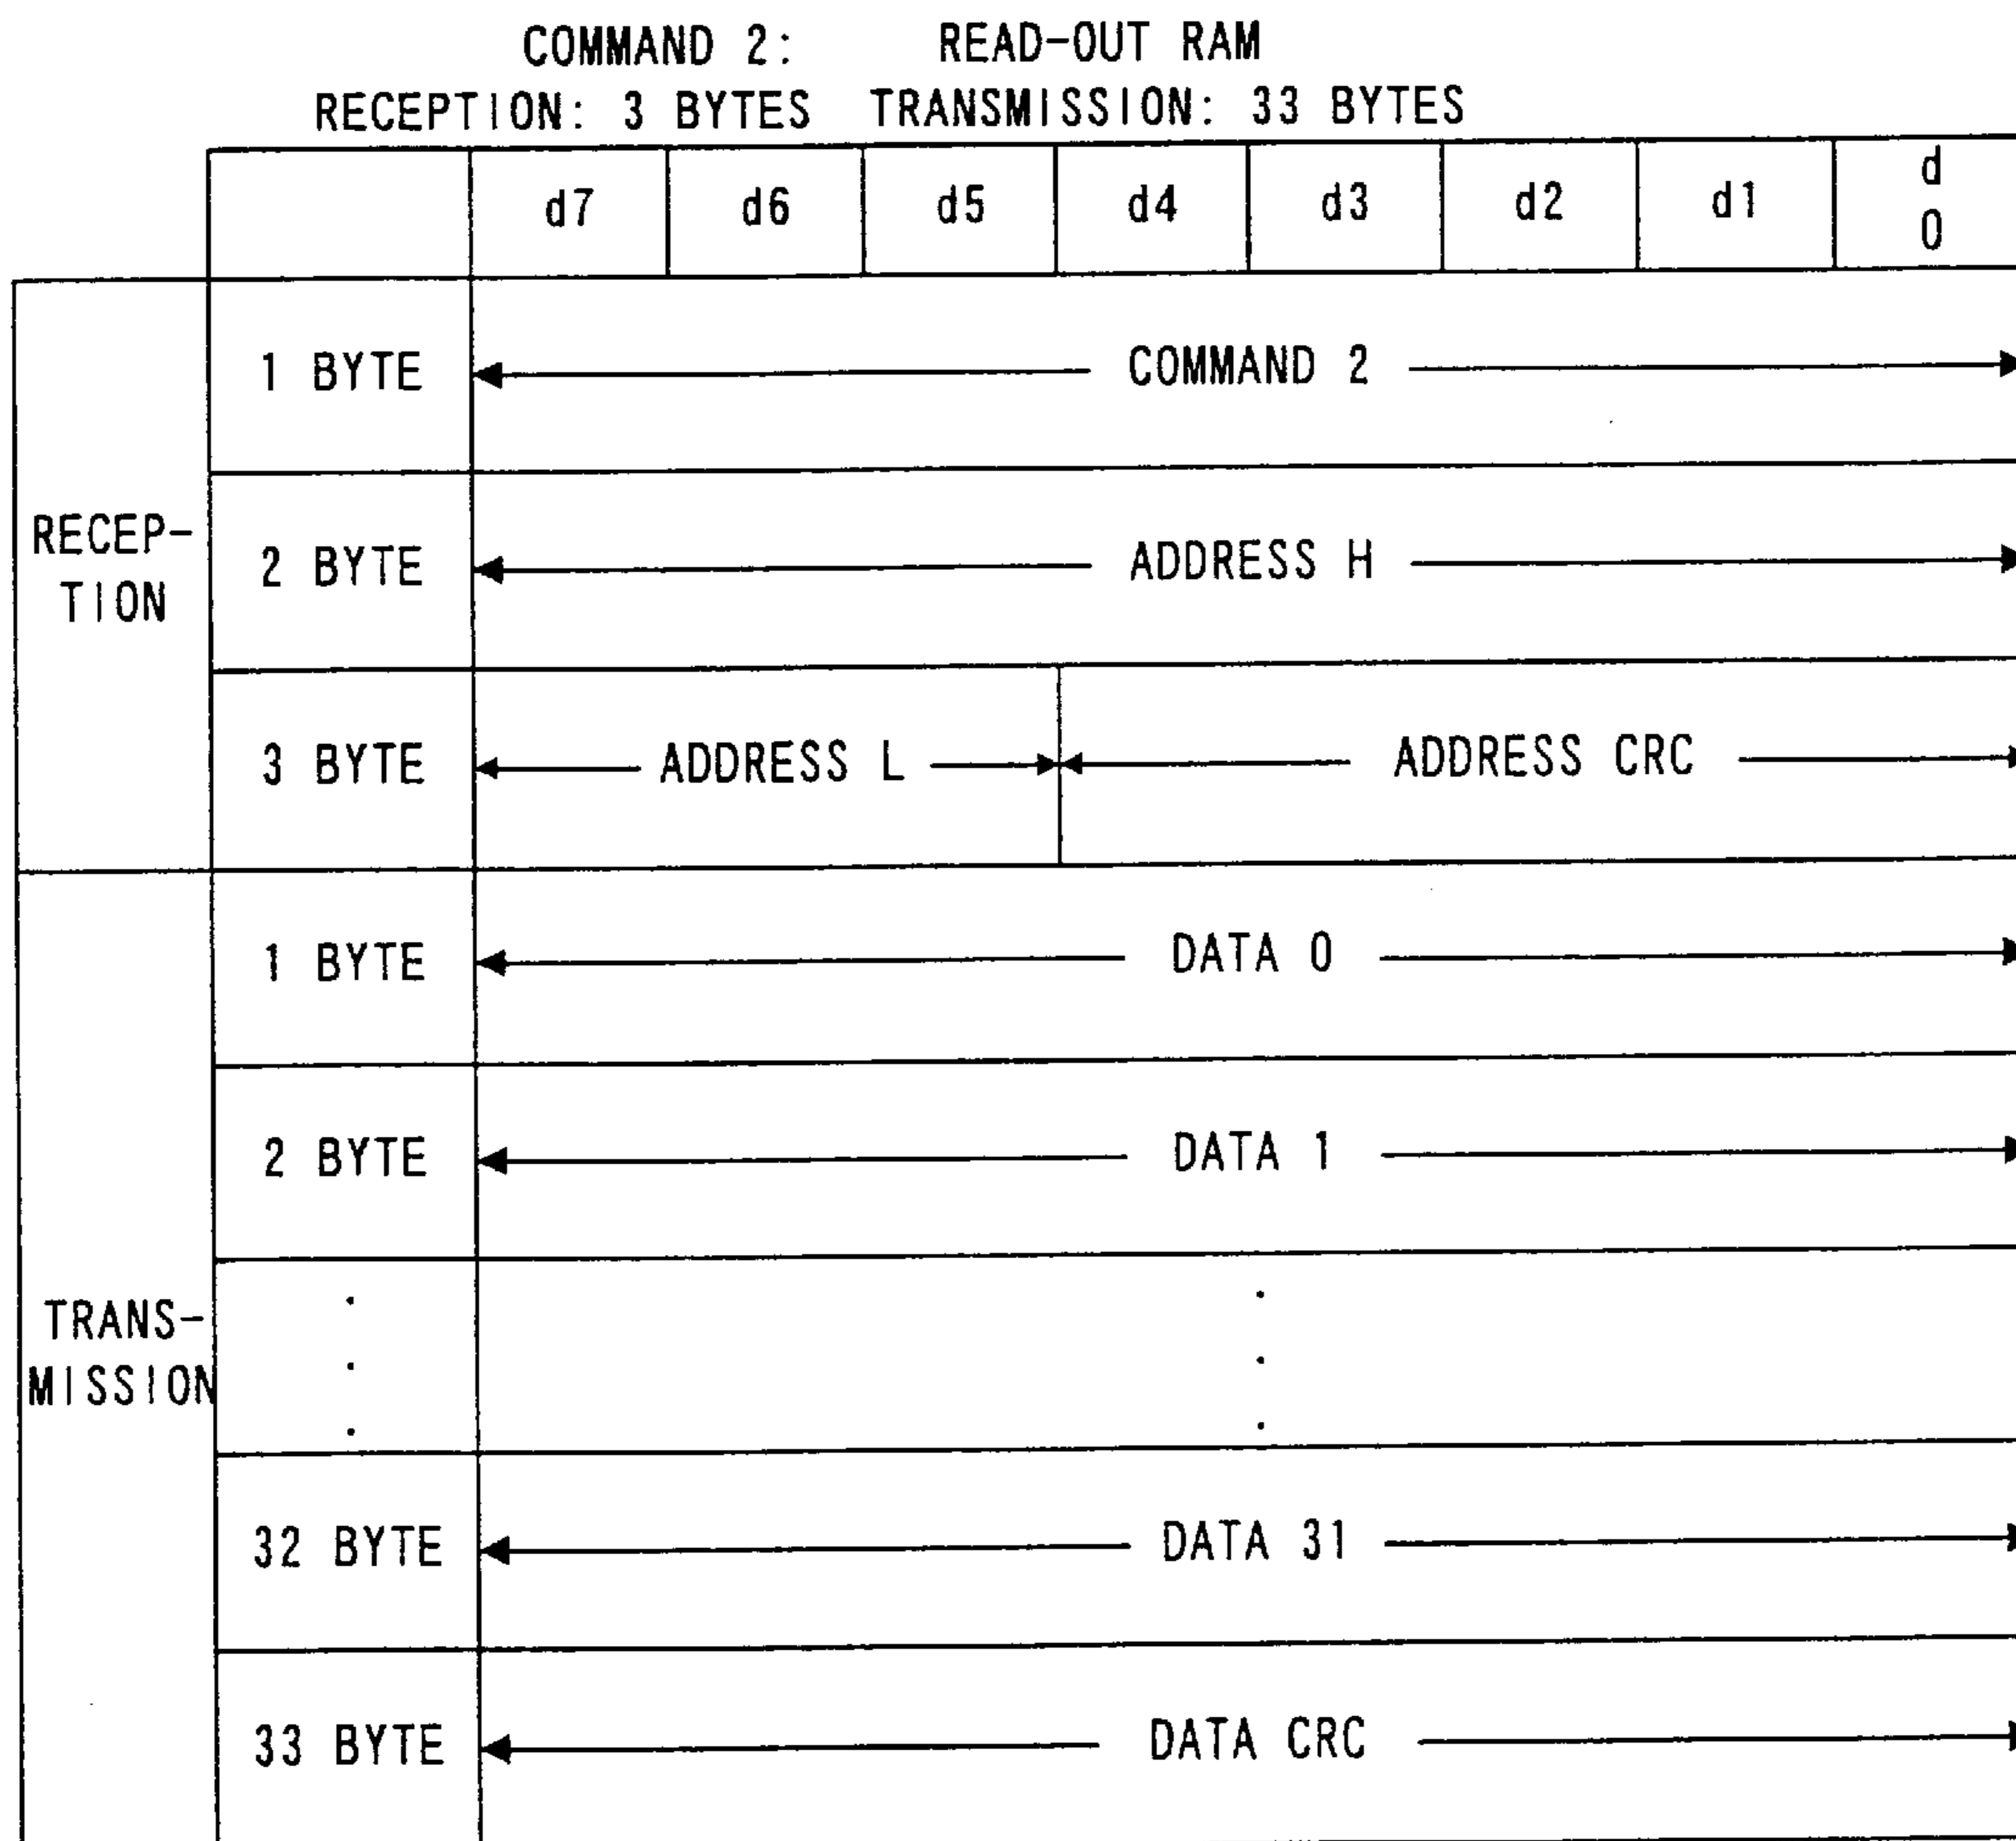 COMMAND 2: READ-OUT RAM
RECEPTION: 3 BYTES TRANSMISSION: 33 BYTES
d7 d6 d5 d4 d3 d2 d1 d
0
RECEP-
TION
1 BYTE COMMAND 2
2 BYTE ADDRESS H
3 BYTE ADDRESS L ADDRESS CRC
TRANS-
MISSION
1 BYTE DATA 0
2 BYTE DATA 1
. .
. .
. .
32 BYTE DATA 31
33 BYTE DATA CRC